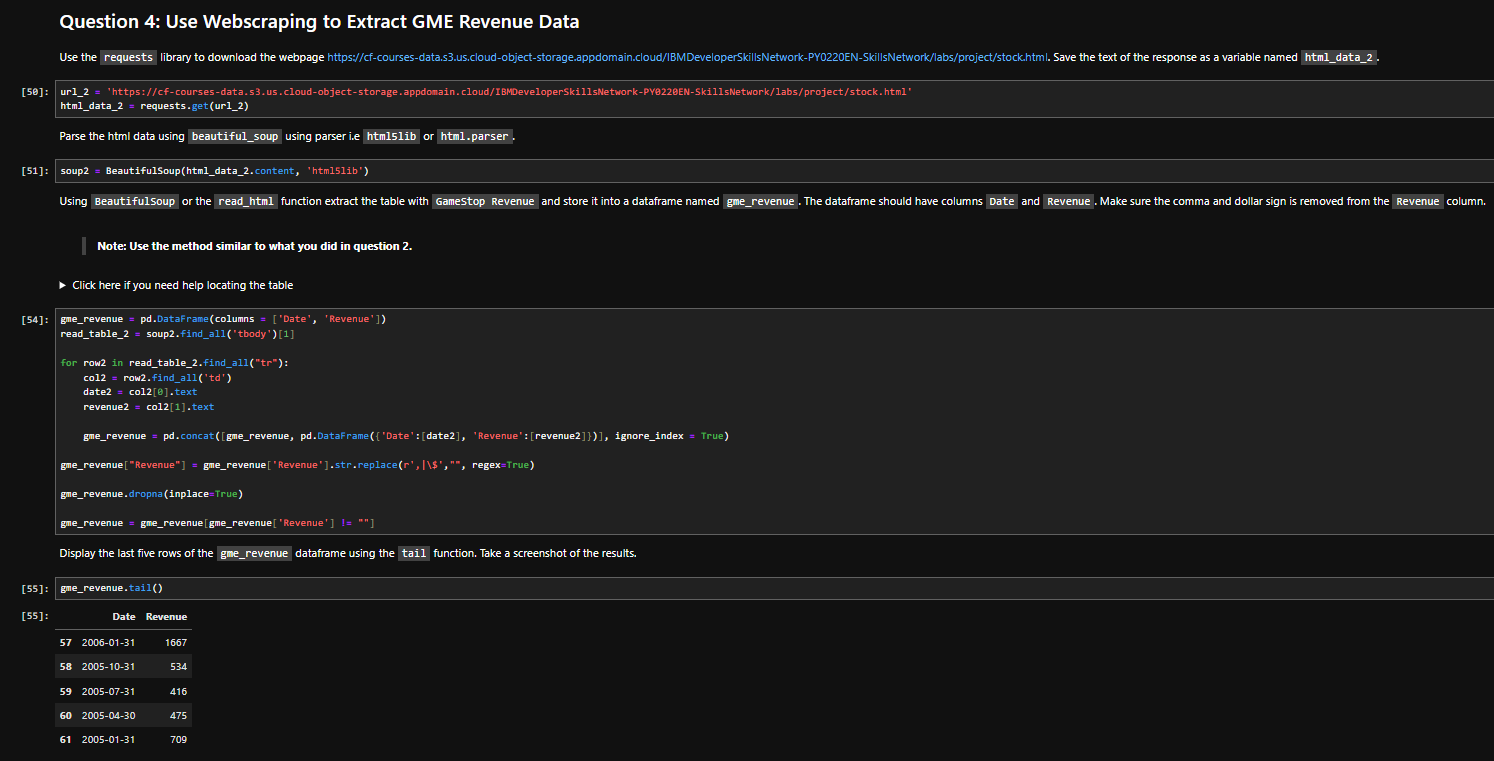 Question 4: Use Webscraping to Extract GME Revenue Data
Use the requests library to download the webpage https://cf-courses-data.s3.us.cloud-object-storage.appdomain.cloud/IBMDeveloperSkillsNetwork-PY0220EN-SkillsNetwork/labs/project/stock.html. Save the text of the response as a variable named html_data_2.
[50]: url_2 = 'https://cf-courses-data.s3.us.cloud-object-storage.appdomain.cloud/IBMDeveloperSkillsNetwork-PY0220EN-SkillsNetwork/labs/project/stock.html'
html_data_2 = requests.get(url_2)
Parse the html data using beautiful_soup using parser i.e html5lib or html.parser.
[51]: soup2 = BeautifulSoup(html_data_2.content, 'html5lib')
Using BeautifulSoup or the read_html function extract the table with GameStop Revenue and store it into a dataframe named gme_revenue. The dataframe should have columns Date and Revenue. Make sure the comma and dollar sign is removed from the Revenue column.
Note: Use the method similar to what you did in question 2.
▶ Click here if you need help locating the table
[54]: gme_revenue = pd.DataFrame(columns = ['Date', 'Revenue'])
read_table_2 = soup2.find_all('tbody')[1]
for row2 in read_table_2.find_all("tr"):
    col2 = row2.find_all('td')
    date2 = col2[0].text
    revenue2 = col2[1].text
    gme_revenue = pd.concat([gme_revenue, pd.DataFrame({'Date':[date2], 'Revenue':[revenue2]})], ignore_index = True)
gme_revenue["Revenue"] = gme_revenue['Revenue'].str.replace(r',|\$',"", regex=True)
gme_revenue.dropna(inplace=True)
gme_revenue = gme_revenue[gme_revenue['Revenue'] != ""]
Display the last five rows of the gme_revenue dataframe using the tail function. Take a screenshot of the results.
[55]: gme_revenue.tail()
[55]: Date Revenue
57 2006-01-31 1667
58 2005-10-31 534
59 2005-07-31 416
60 2005-04-30 475
61 2005-01-31 709